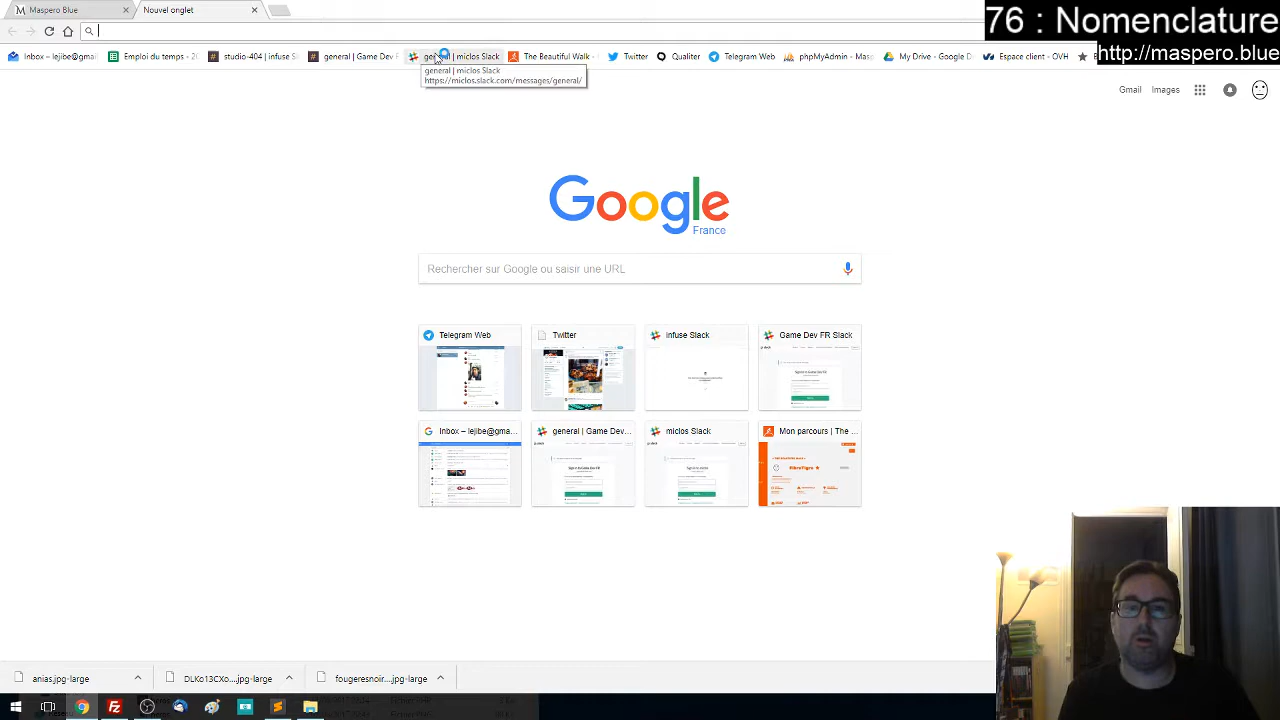 Maspero Blue
Nouvel onglet
76 : Nomenclature
http://maspero.blue
Inbox – lejibe@gmai
Emploi du temps - 20
studio-404 | infuse S
general | Game Dev F
general | miclos Slack
The Beautiful Walk -
Twitter
Qualiter
Telegram Web
phpMyAdmin - Mas
My Drive - Google D
Espace client - OVH
general | miclos Slack
https://miclos.slack.com/messages/general/
Gmail
Images
Google
France
Rechercher sur Google ou saisir une URL
Telegram Web
Twitter
infuse Slack
Game Dev FR Slack
Inbox – lejibe@gma...
general | Game Dev...
miclos Slack
Mon parcours | The ...
anias.jpg-large
DLKo13CXo....jpg-large
fougeresnoir....jpg-large